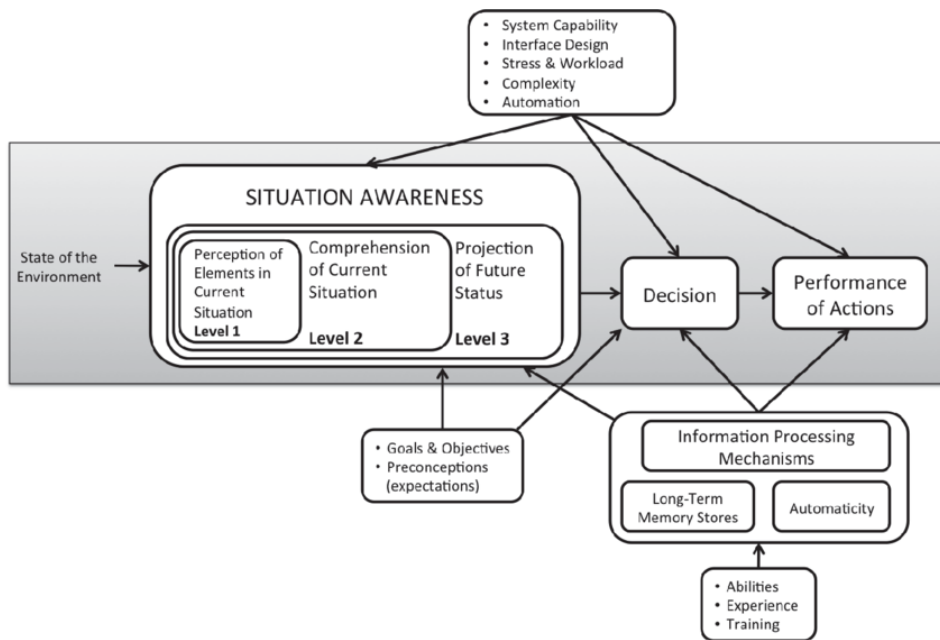 • System Capability
• Interface Design
• Stress & Workload
• Complexity
• Automation
SITUATION AWARENESS
State of the
Environment
Perception of
Elements in
Current
Situation
Level 1
Comprehension
of Current
Situation
Level 2
Projection
of Future
Status
Level 3
Decision
Performance
of Actions
• Goals & Objectives
• Preconceptions
(expectations)
Information Processing
Mechanisms
Long-Term
Memory Stores
Automaticity
• Abilities
• Experience
• Training